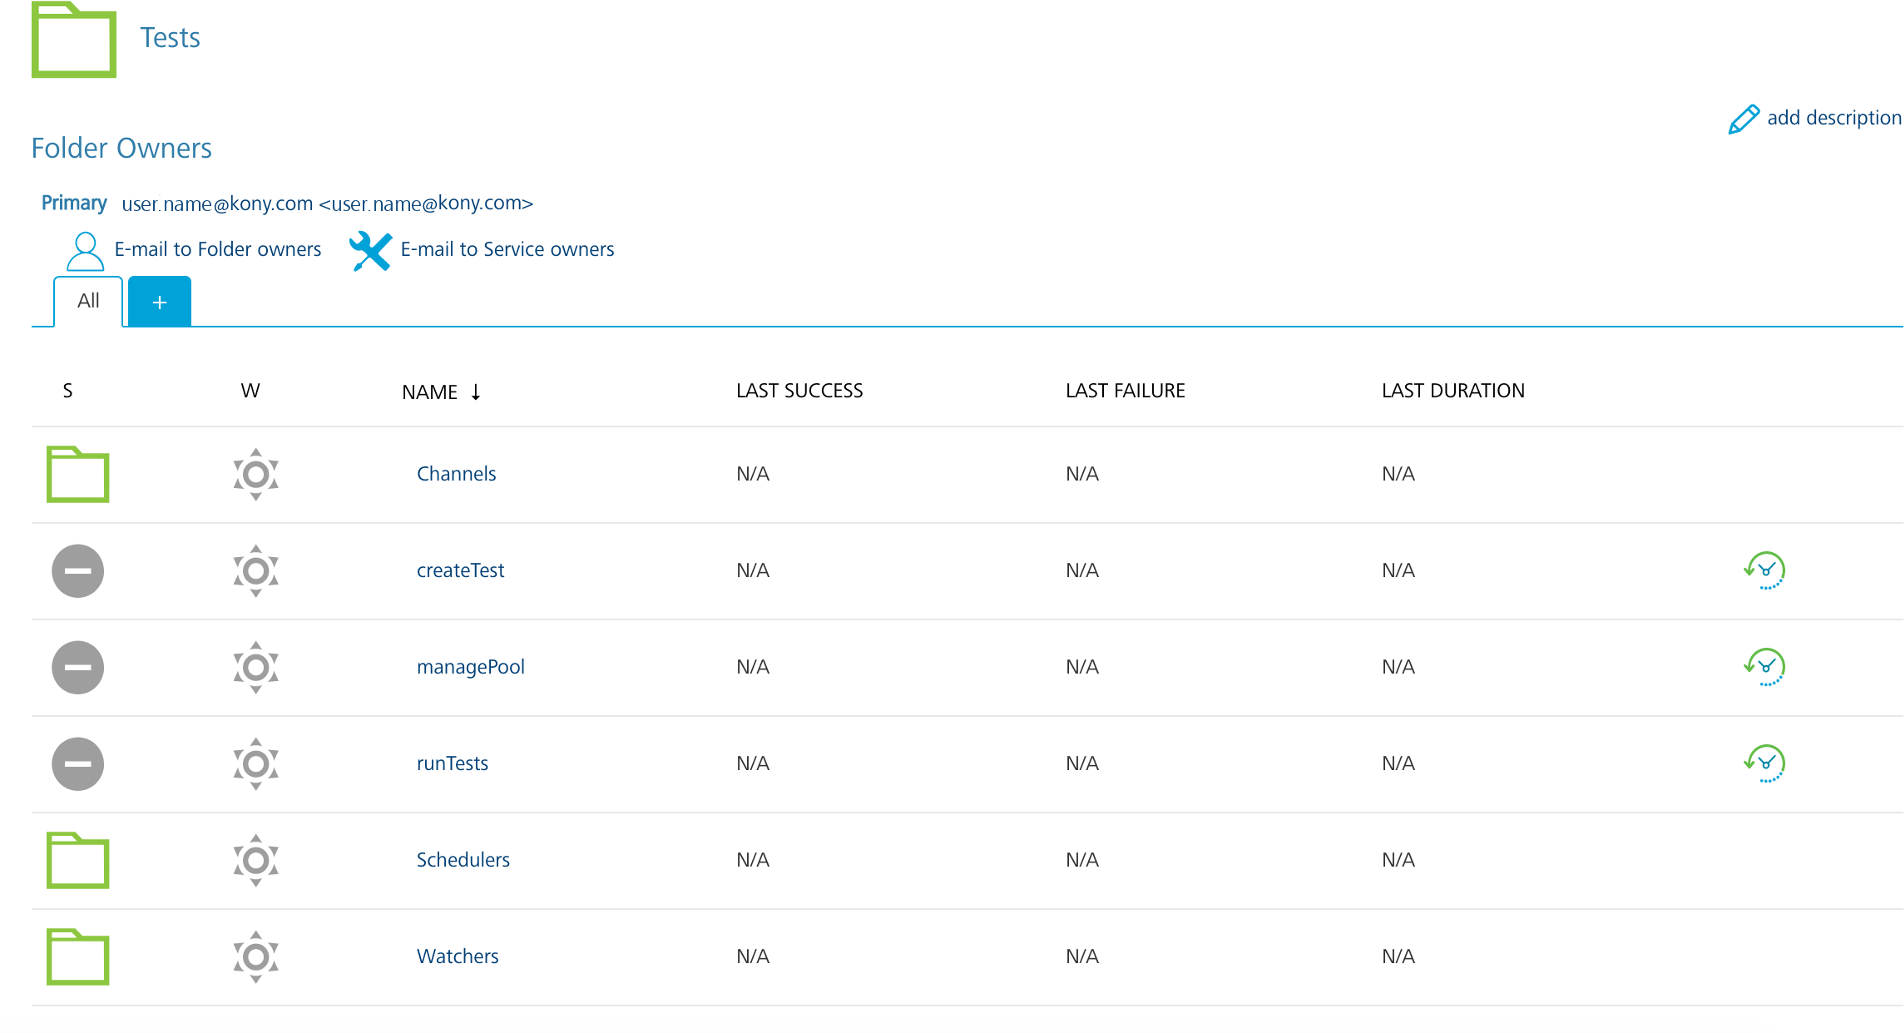 Tests
add description
Folder Owners
Primary user.name@kony.com <user.name@kony.com>
E-mail to Folder owners E-mail to Service owners
All +
S W NAME ↓ LAST SUCCESS LAST FAILURE LAST DURATION
Channels N/A N/A N/A
createTest N/A N/A N/A
managePool N/A N/A N/A
runTests N/A N/A N/A
Schedulers N/A N/A N/A
Watchers N/A N/A N/A